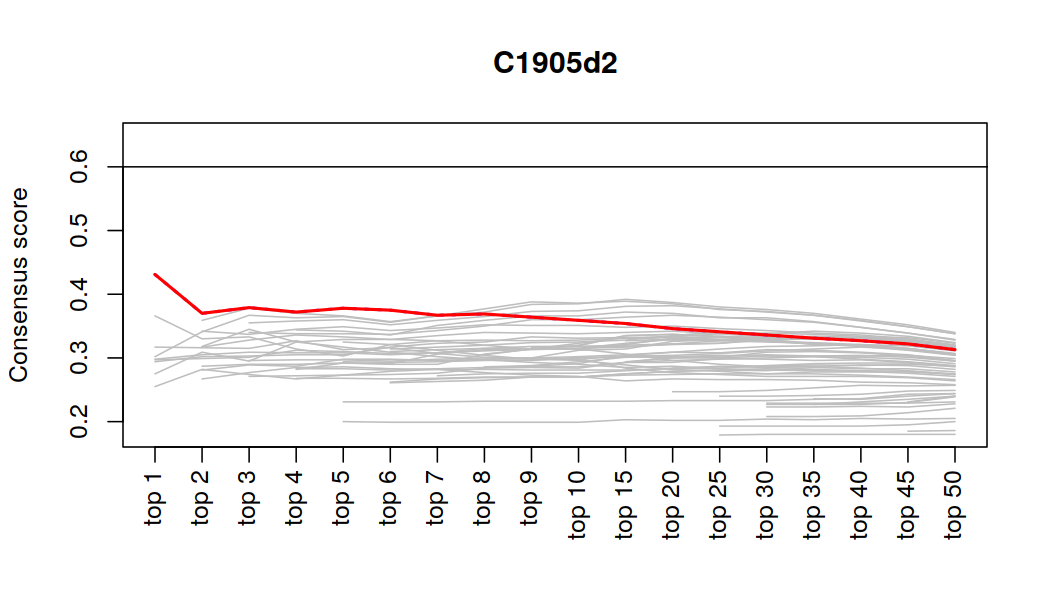 C1905d2
Consensus score
0.6
0.5
0.4
0.3
0.2
top 1
top 2
top 3
top 4
top 5
top 6
top 7
top 8
top 9
top 10
top 15
top 20
top 25
top 30
top 35
top 40
top 45
top 50